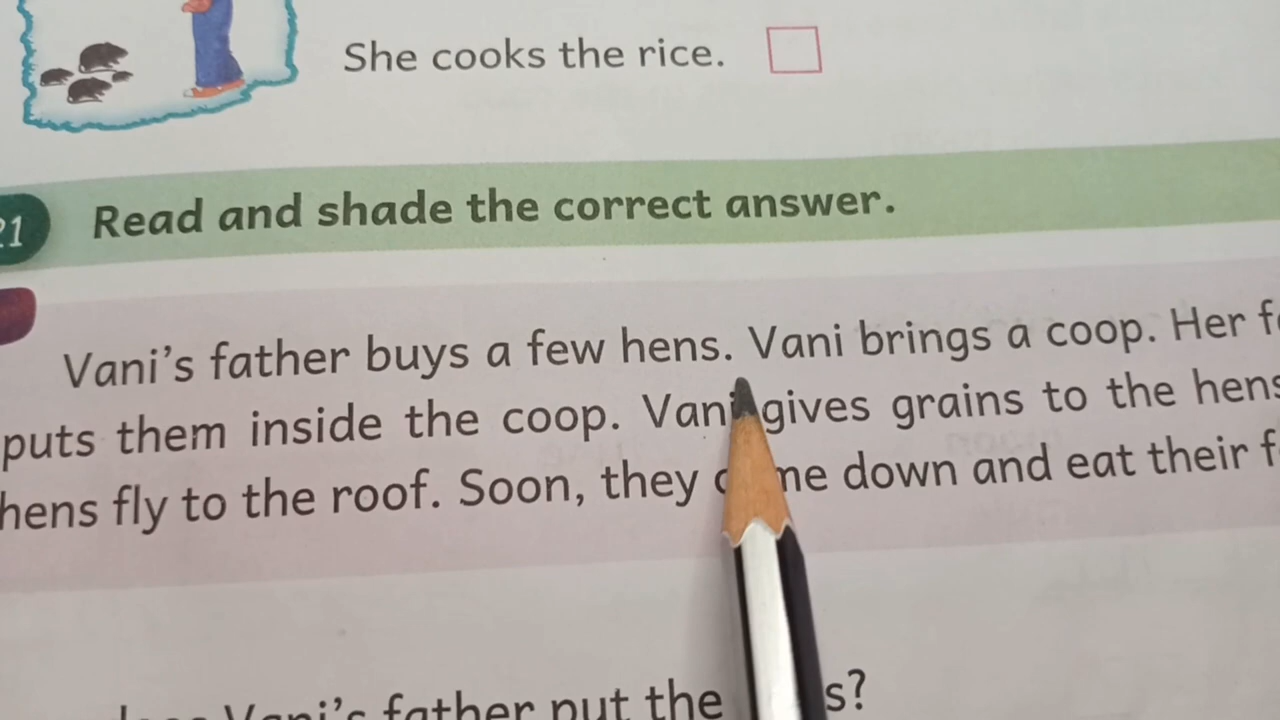 She cooks the rice.
21 Read and shade the correct answer.
Vani's father buys a few hens. Vani brings a coop. Her
puts them inside the coop. Vani gives grains to the hens
hens fly to the roof. Soon, they down and eat their
Vani's father put the